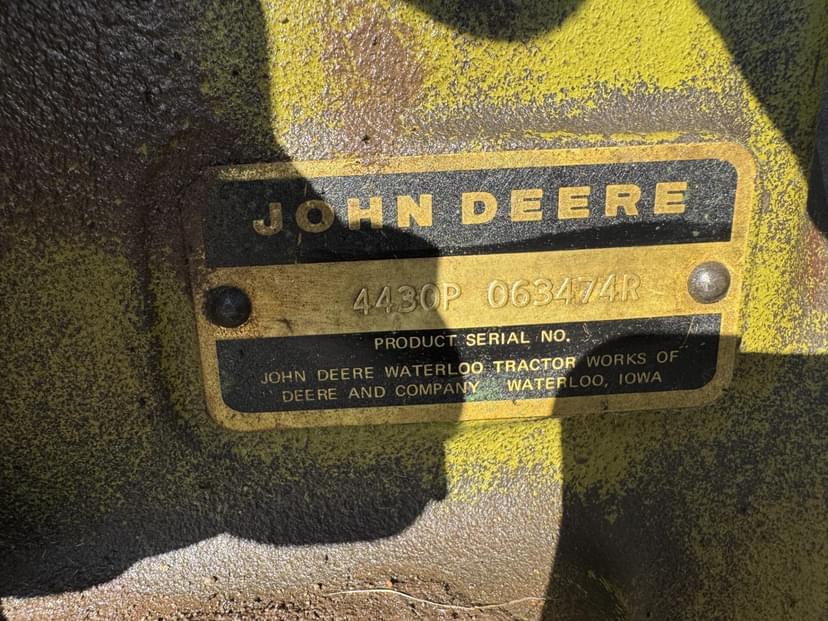 JOHN DEERE
4430P 063474R
PRODUCT SERIAL NO.
JOHN DEERE WATERLOO TRACTOR WORKS OF
DEERE AND COMPANY WATERLOO, IOWA